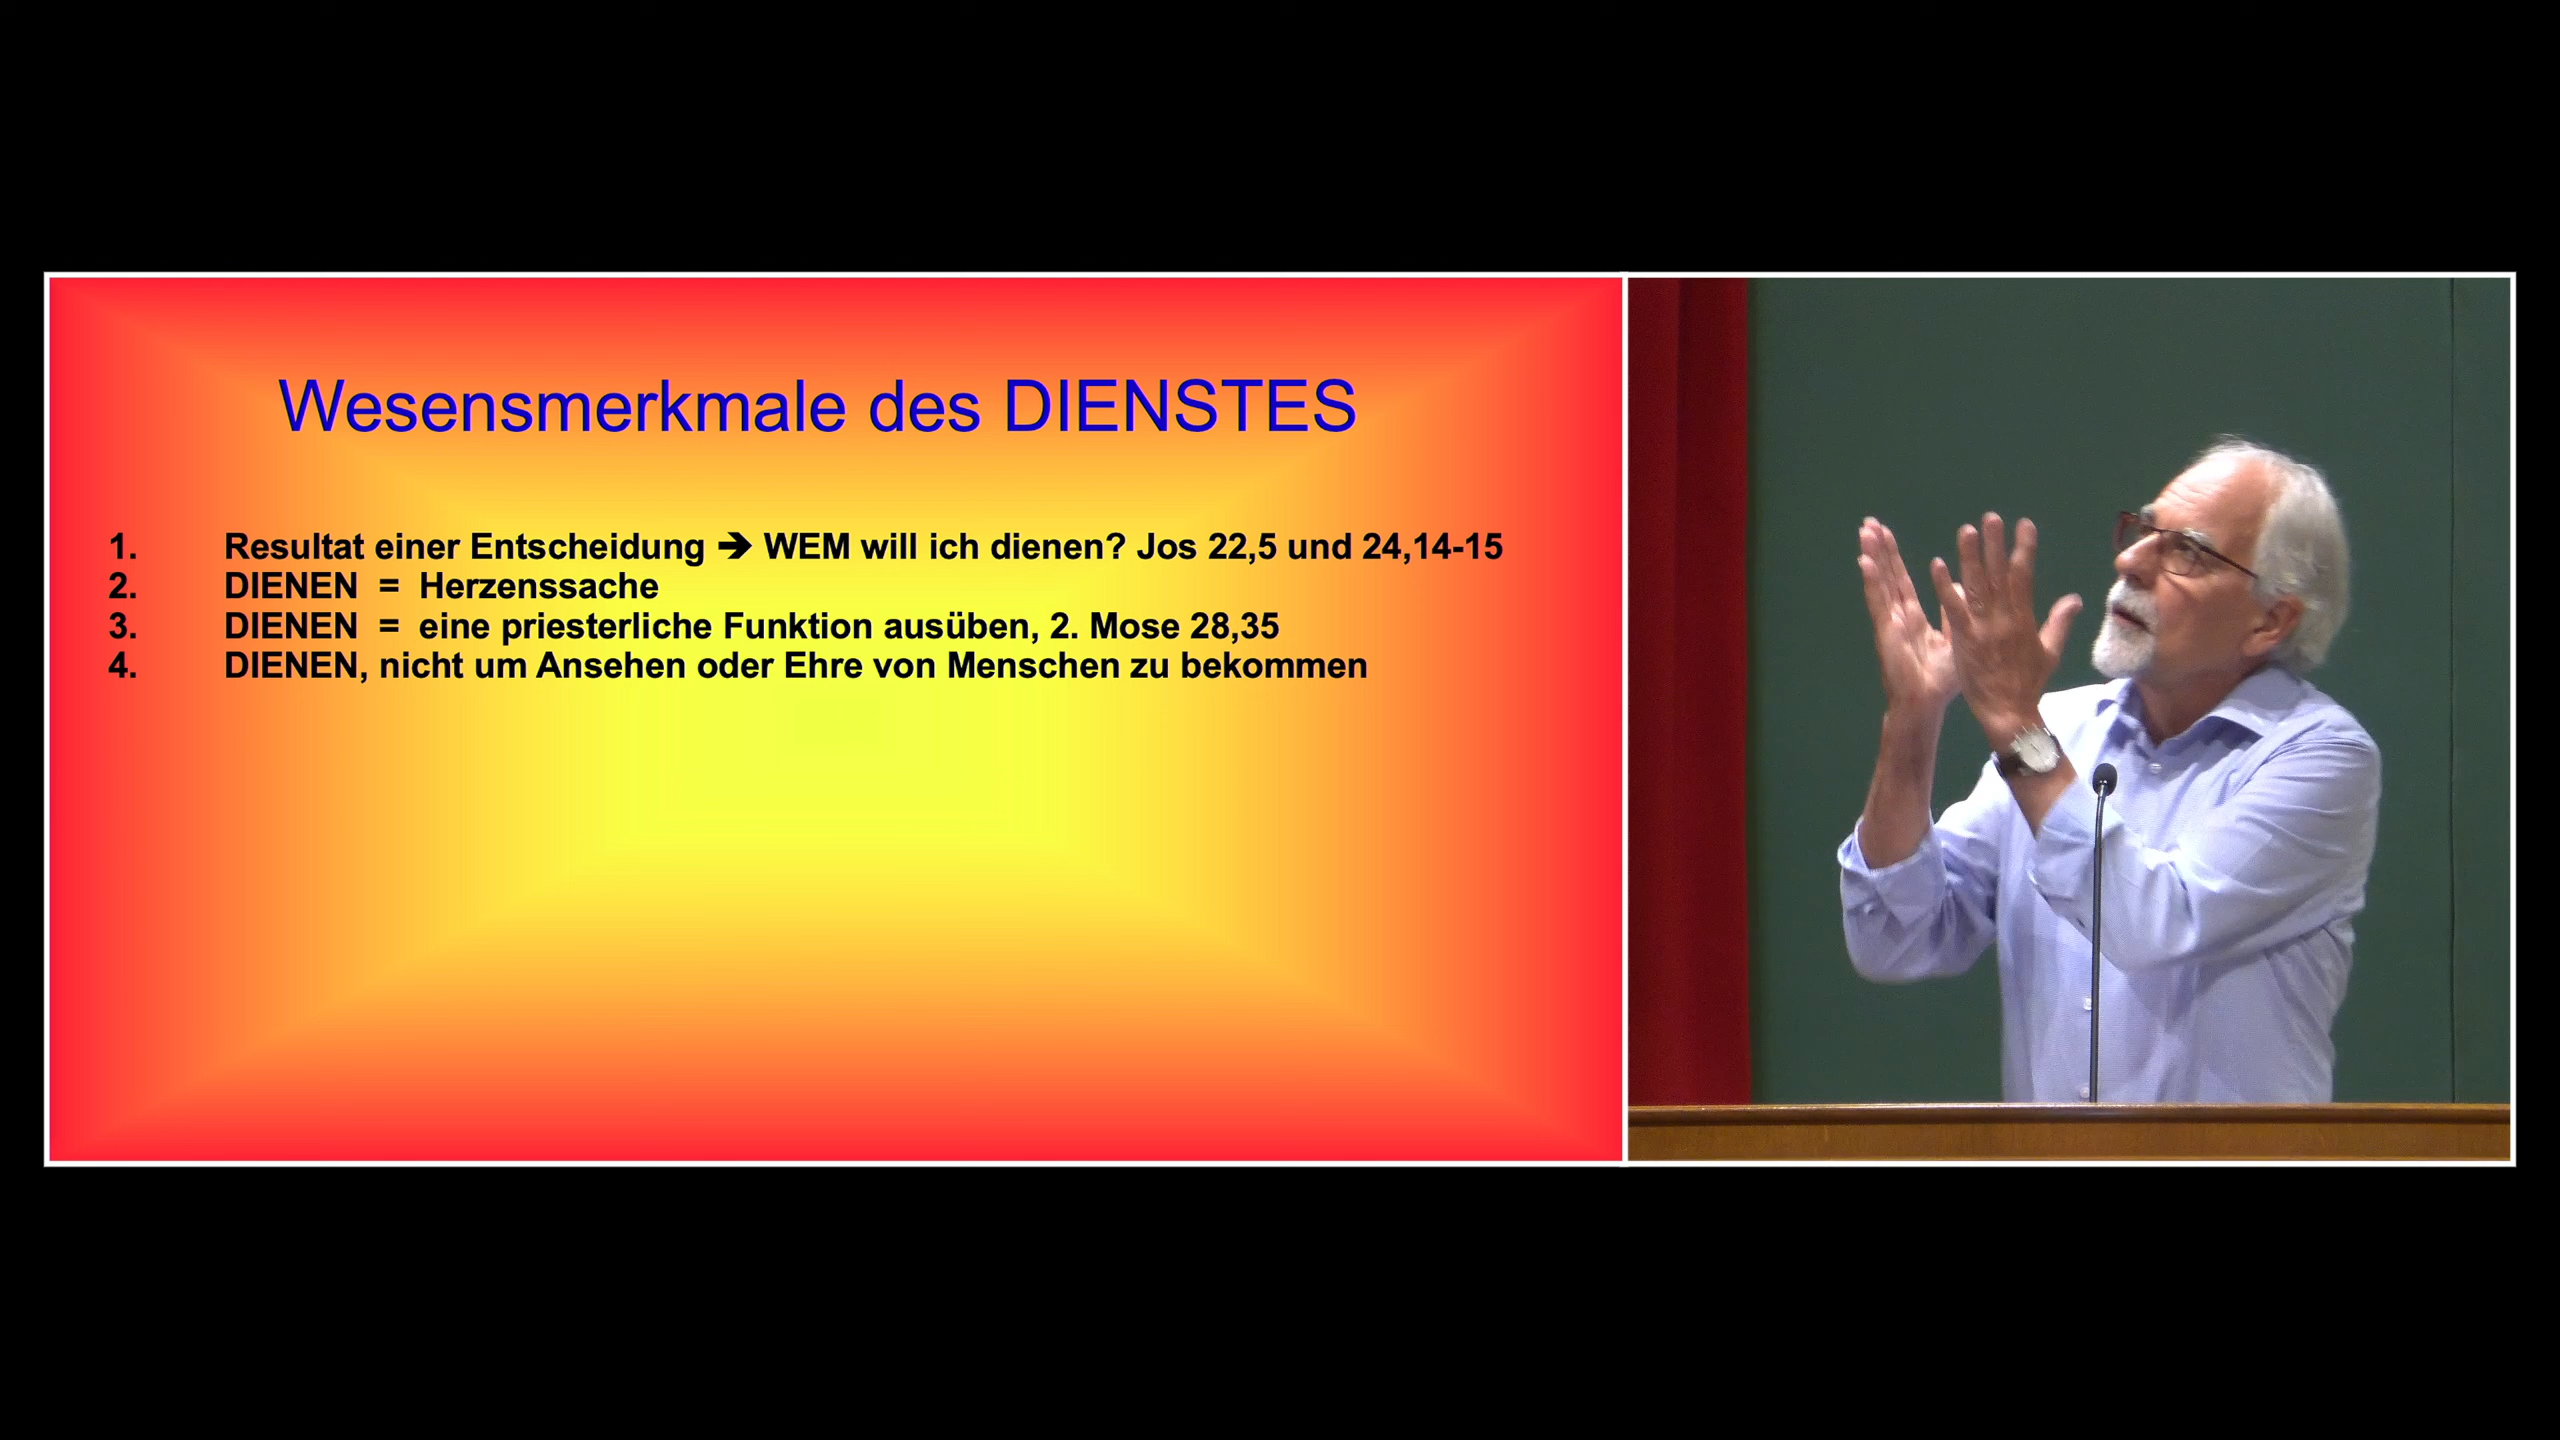 Wesensmerkmale des DIENSTES
1. Resultat einer Entscheidung ➔ WEM will ich dienen? Jos 22,5 und 24,14-15
2. DIENEN = Herzenssache
3. DIENEN = eine priesterliche Funktion ausüben, 2. Mose 28,35
4. DIENEN, nicht um Ansehen oder Ehre von Menschen zu bekommen